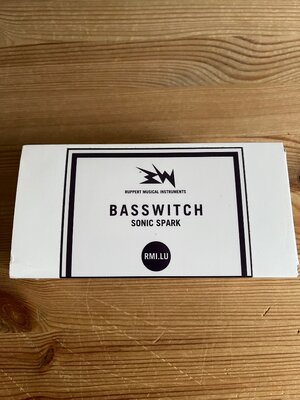 RUPPERT MUSICAL INSTRUMENTS
BASSWITCH
SONIC SPARK
RMI.LU